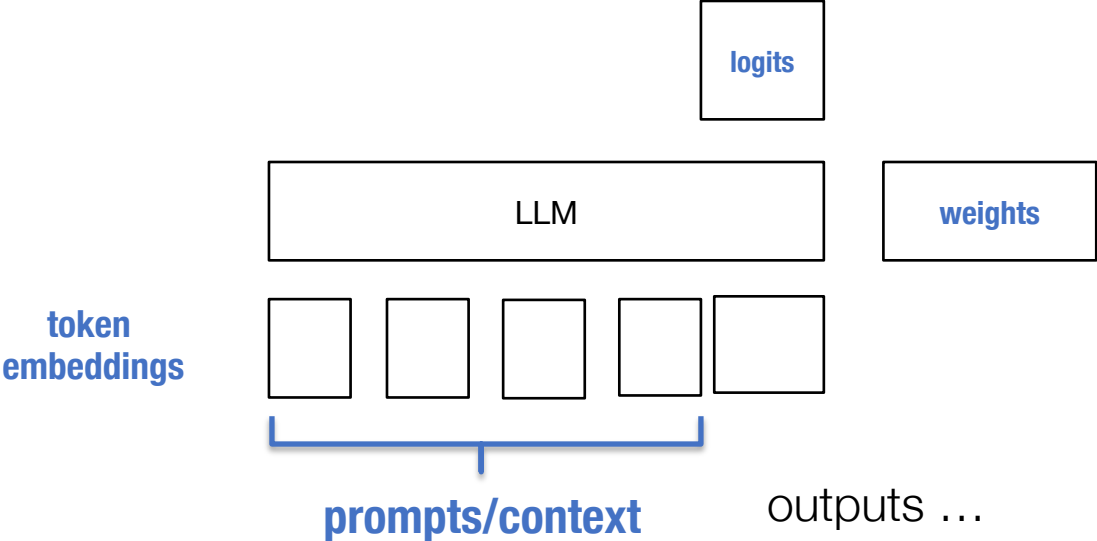 logits
LLM
weights
token
embeddings
prompts/context
outputs …